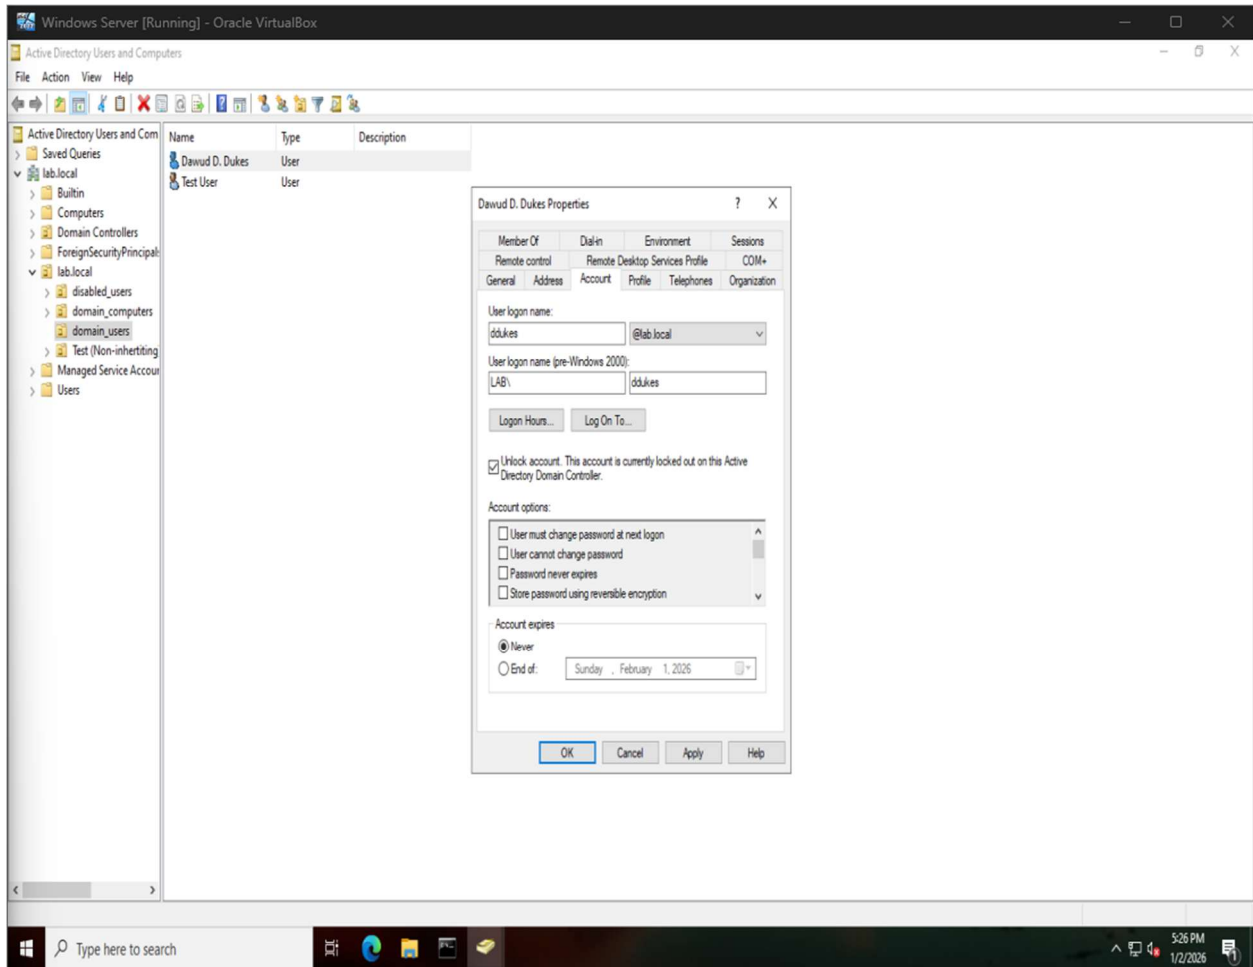 Windows Server [Running] - Oracle VirtualBox
Active Directory Users and Computers
File Action View Help
Active Directory Users and Com
Saved Queries
lab.local
Builtin
Computers
Domain Controllers
ForeignSecurityPrincipal:
lab.local
disabled_users
domain_computers
domain_users
Test (Non-inhertiting
Managed Service Accour
Users
Name Type Description
Dawud D. Dukes User
Test User User
Dawud D. Dukes Properties
Member Of Dial-in Environment Sessions
Remote control Remote Desktop Services Profile COM+
General Address Account Profile Telephones Organization
User logon name:
ddukes @lab.local
User logon name (pre-Windows 2000):
LAB\ ddukes
Logon Hours... Log On To...
Unlock account. This account is currently locked out on this Active
Directory Domain Controller.
Account options:
User must change password at next logon
User cannot change password
Password never expires
Store password using reversible encryption
Account expires
Never
End of: Sunday , February 1, 2026
OK Cancel Apply Help
Type here to search
5:26 PM
1/2/2026
1